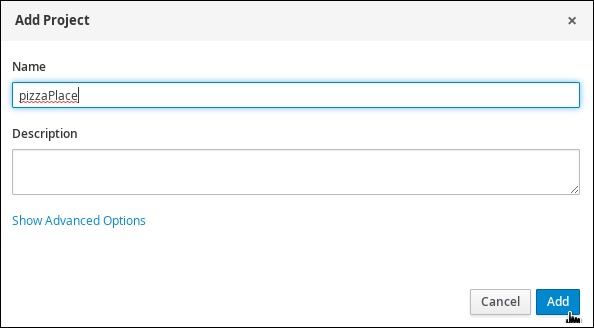 Add Project
×
Name
pizzaPlace
Description
Show Advanced Options
Cancel Add